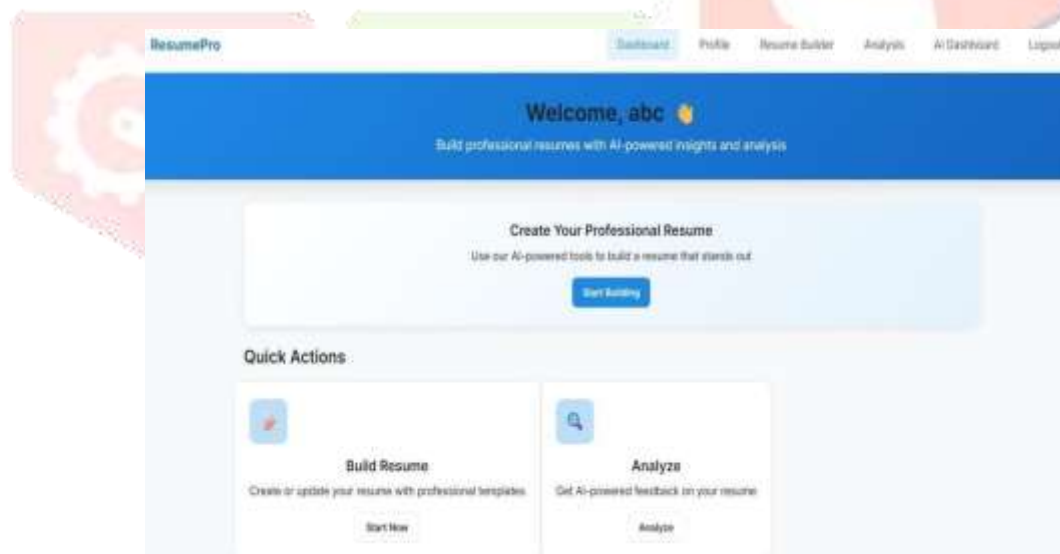 ResumePro
Dashboard Profile Resume Builder Analysis AI Dashboard Logout
Welcome, abc 👋
Build professional resumes with AI-powered insights and analysis
Create Your Professional Resume
Use our AI-powered tools to build a resume that stands out
Start Building
Quick Actions
Build Resume
Create or update your resume with professional templates
Start Now
Analyze
Get AI-powered feedback on your resume
Analyze